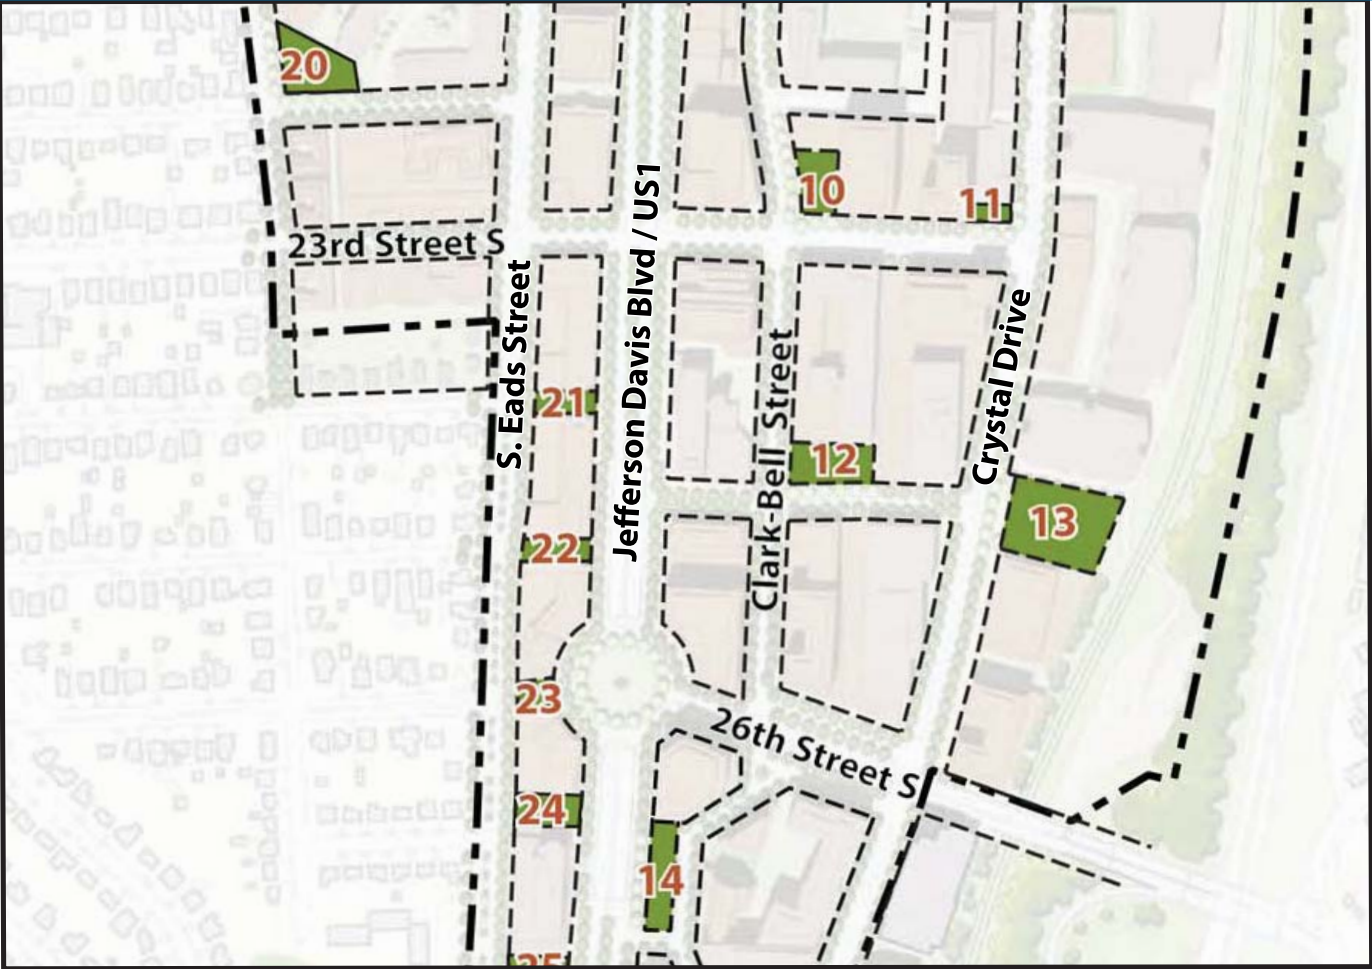 20
10
11
23rd Street S
S. Eads Street
Jefferson Davis Blvd / US1
Clark-Bell Street
Crystal Drive
21
12
13
22
23
26th Street S
24
14
25